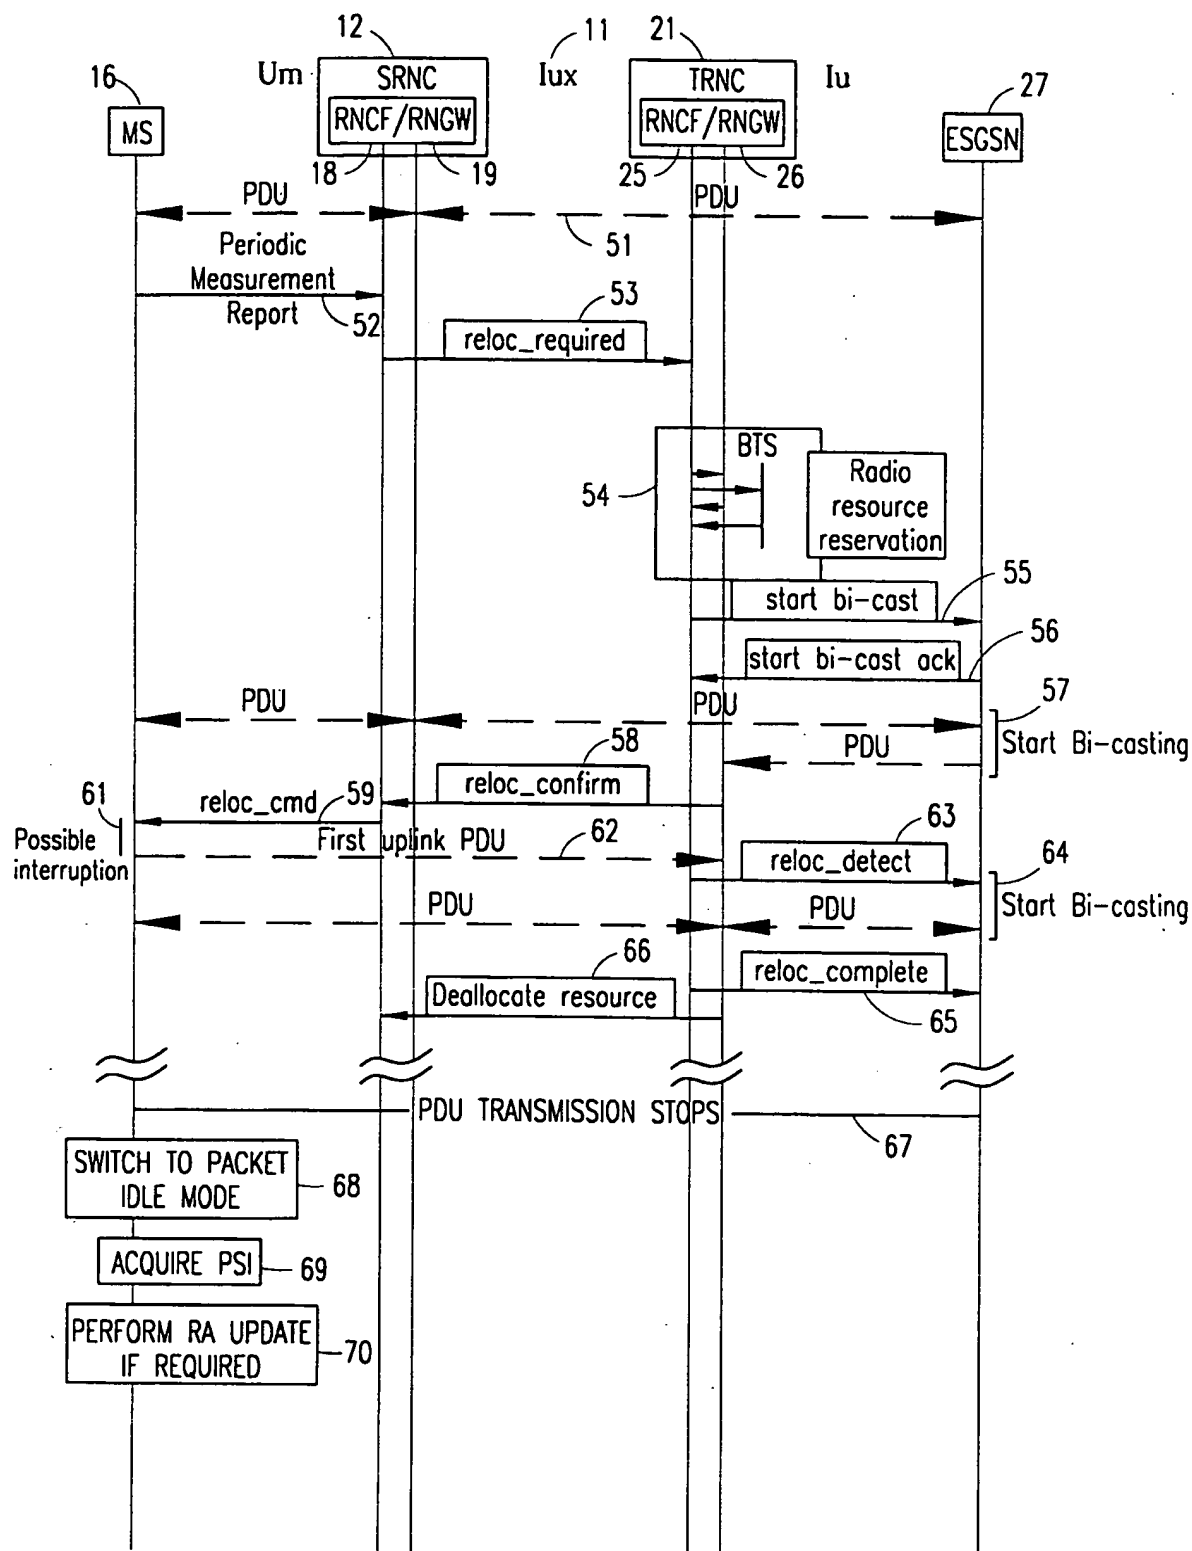 12
11
21
Um
SRNC
Iux
TRNC
Iu
16
27
MS
RNCF/RNGW
RNCF/RNGW
ESGSN
18
19
25
26
PDU
PDU
51
Periodic
Measurement
Report
52
53
reloc_required
BTS
54
Radio
resource
reservation
55
start bi-cast
56
start bi-cast ack
PDU
PDU
57
Start Bi-casting
PDU
58
reloc_confirm
61
reloc_cmd
59
Possible
interruption
First uplink PDU
62
63
reloc_detect
64
PDU
PDU
Start Bi-casting
66
reloc_complete
Deallocate resource
65
PDU TRANSMISSION STOPS
67
SWITCH TO PACKET
IDLE MODE
68
ACQUIRE PSI
69
PERFORM RA UPDATE
IF REQUIRED
70